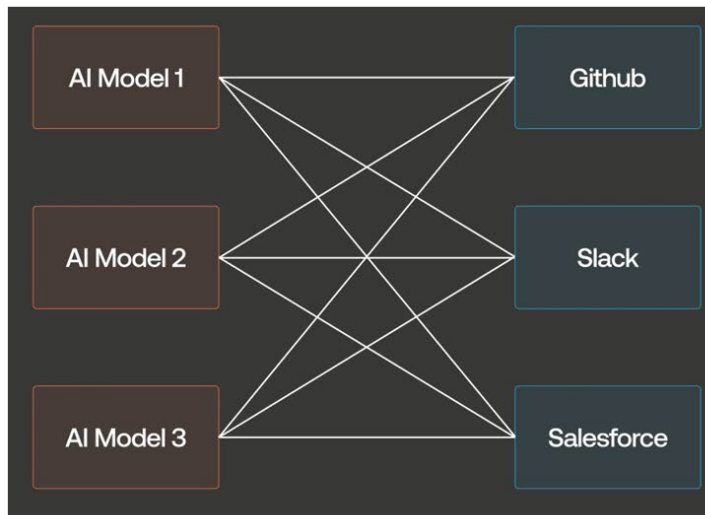 AI Model 1
Github
AI Model 2
Slack
AI Model 3
Salesforce